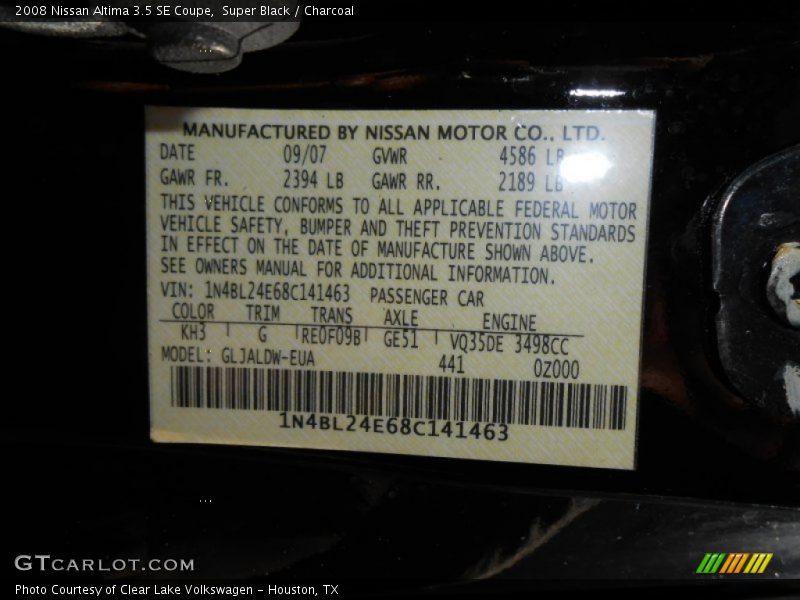 2008 Nissan Altima 3.5 SE Coupe, Super Black / Charcoal
MANUFACTURED BY NISSAN MOTOR CO., LTD.
DATE 09/07 GVWR 4586 LB
GAWR FR. 2394 LB GAWR RR. 2189 LB
THIS VEHICLE CONFORMS TO ALL APPLICABLE FEDERAL MOTOR
VEHICLE SAFETY, BUMPER AND THEFT PREVENTION STANDARDS
IN EFFECT ON THE DATE OF MANUFACTURE SHOWN ABOVE.
SEE OWNERS MANUAL FOR ADDITIONAL INFORMATION.
VIN: 1N4BL24E68C141463 PASSENGER CAR
COLOR TRIM TRANS AXLE ENGINE
KH3 G RE0F09B GE51 VQ35DE 3498CC
MODEL: GLJALDW-EUA 441 0Z000
1N4BL24E68C141463
GTcarlot.com
Photo Courtesy of Clear Lake Volkswagen - Houston, TX